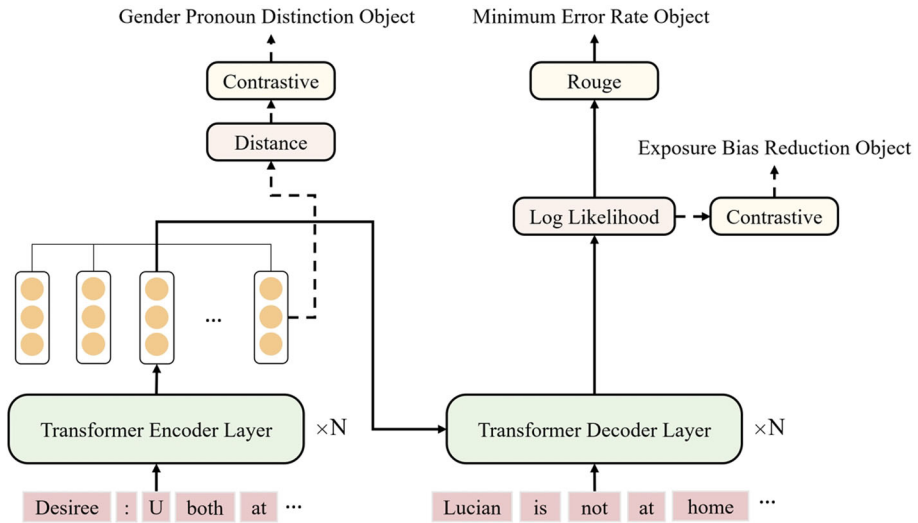 Gender Pronoun Distinction Object
Minimum Error Rate Object
Contrastive
Rouge
Distance
Exposure Bias Reduction Object
Log Likelihood
Contrastive
...
Transformer Encoder Layer
×N
Transformer Decoder Layer
×N
Desiree : U both at ...
Lucian is not at home ...